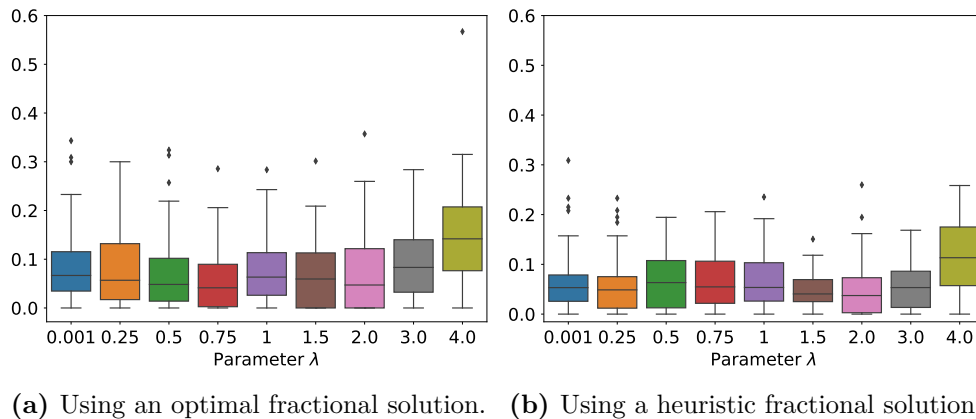 0.6
0.5
0.4
0.3
0.2
0.1
0.0
0.001 0.25 0.5 0.75 1 1.5 2.0 3.0 4.0
Parameter λ
(a) Using an optimal fractional solution.
0.6
0.5
0.4
0.3
0.2
0.1
0.0
0.001 0.25 0.5 0.75 1 1.5 2.0 3.0 4.0
Parameter λ
(b) Using a heuristic fractional solution